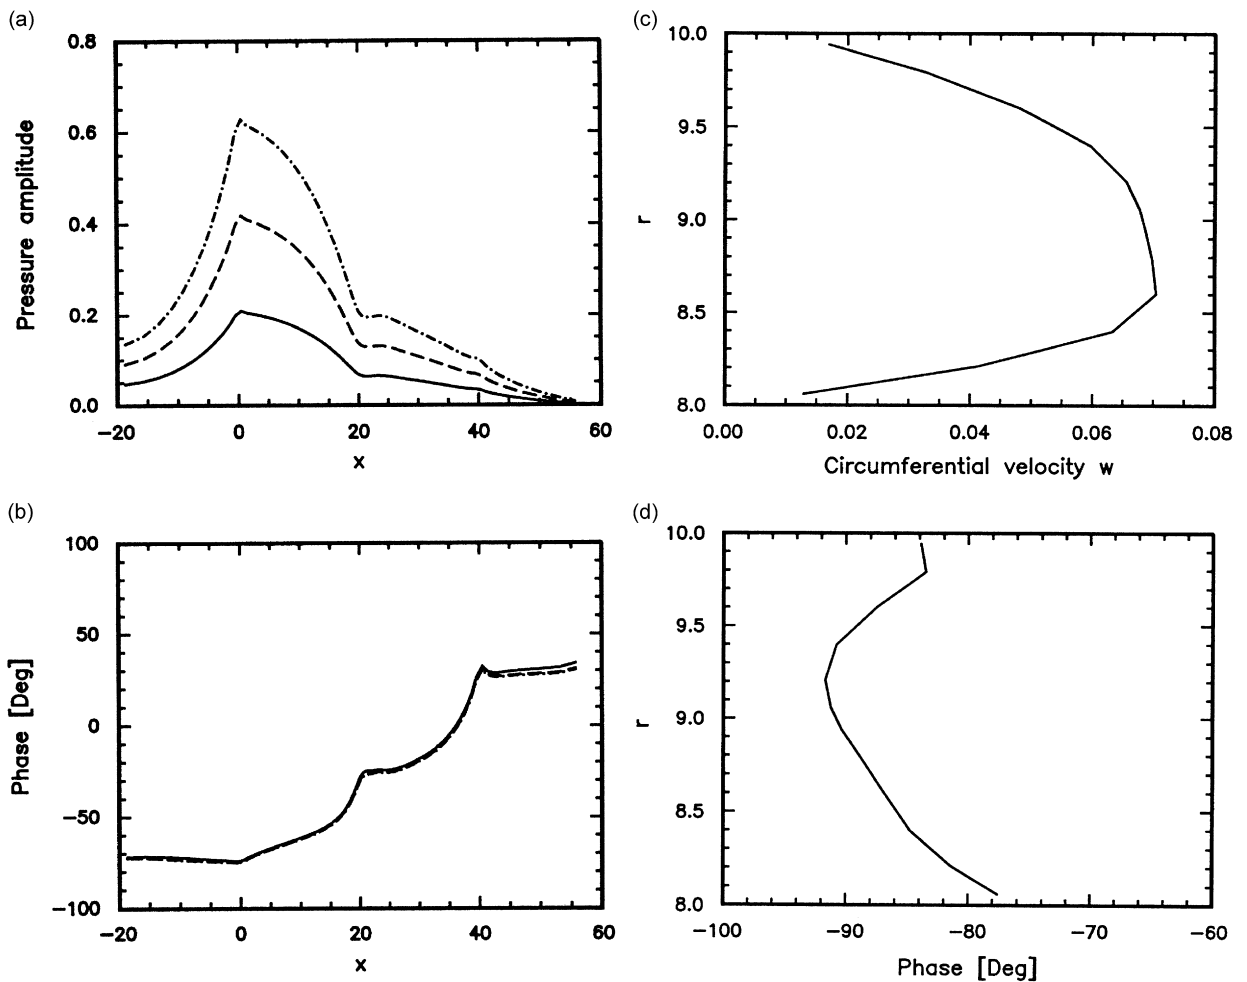 (a)
0.8
0.6
0.4
0.2
0.0
Pressure amplitude
−20 0 20 40 60
x
(b)
100
50
0
−50
−100
Phase [Deg]
−20 0 20 40 60
x
(c)
10.0
9.5
9.0
8.5
8.0
r
0.00 0.02 0.04 0.06 0.08
Circumferential velocity w
(d)
10.0
9.5
9.0
8.5
8.0
r
−100 −90 −80 −70 −60
Phase [Deg]